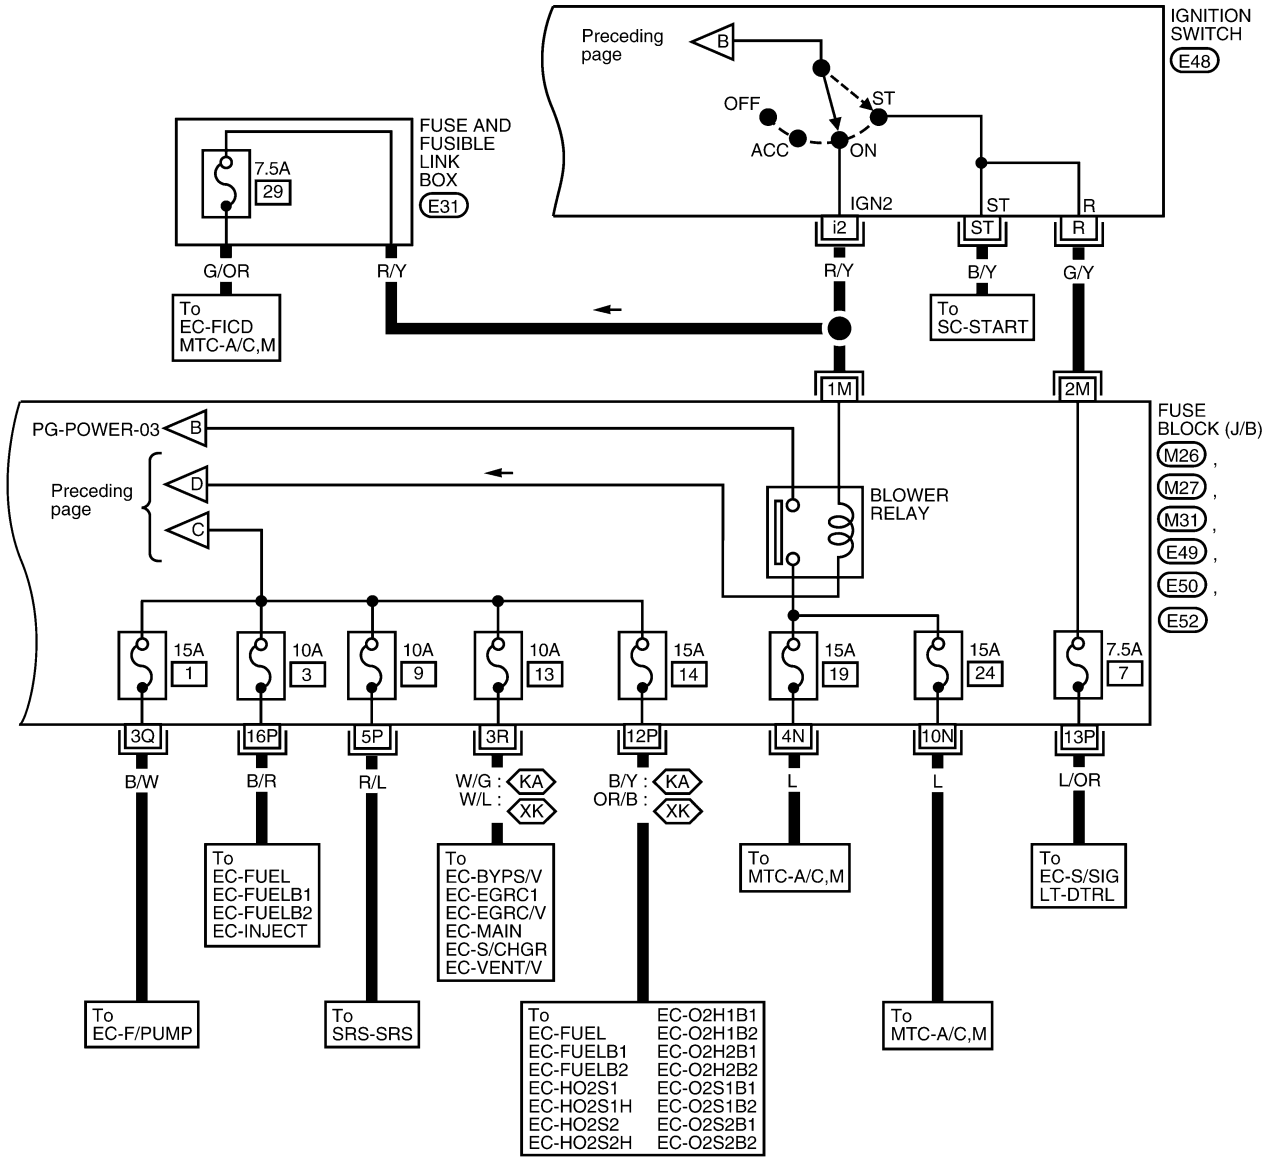 IGNITION
SWITCH
E48
Preceding
page
B
OFF
ACC
ON
ST
IGN2
ST
R
i2
ST
R
R/Y
B/Y
G/Y
To
SC-START
FUSE AND
FUSIBLE
LINK
BOX
E31
7.5A
29
G/OR
R/Y
To
EC-FICD
MTC-A/C,M
1M
2M
FUSE
BLOCK (J/B)
M26 ,
M27 ,
M31 ,
E49 ,
E50 ,
E52
PG-POWER-03
B
Preceding
page
D
C
BLOWER
RELAY
15A
1
10A
3
10A
9
10A
13
15A
14
15A
19
15A
24
7.5A
7
3Q
16P
5P
3R
12P
4N
10N
13P
B/W
B/R
R/L
W/G : KA
W/L : XK
B/Y : KA
OR/B : XK
L
L
L/OR
To
EC-FUEL
EC-FUELB1
EC-FUELB2
EC-INJECT
To
EC-BYPS/V
EC-EGRC1
EC-EGRC/V
EC-MAIN
EC-S/CHGR
EC-VENT/V
To
MTC-A/C,M
To
EC-S/SIG
LT-DTRL
To
EC-F/PUMP
To
SRS-SRS
To
EC-FUEL
EC-FUELB1
EC-FUELB2
EC-HO2S1
EC-HO2S1H
EC-HO2S2
EC-HO2S2H
EC-O2H1B1
EC-O2H1B2
EC-O2H2B1
EC-O2H2B2
EC-O2S1B1
EC-O2S1B2
EC-O2S2B1
EC-O2S2B2
To
MTC-A/C,M